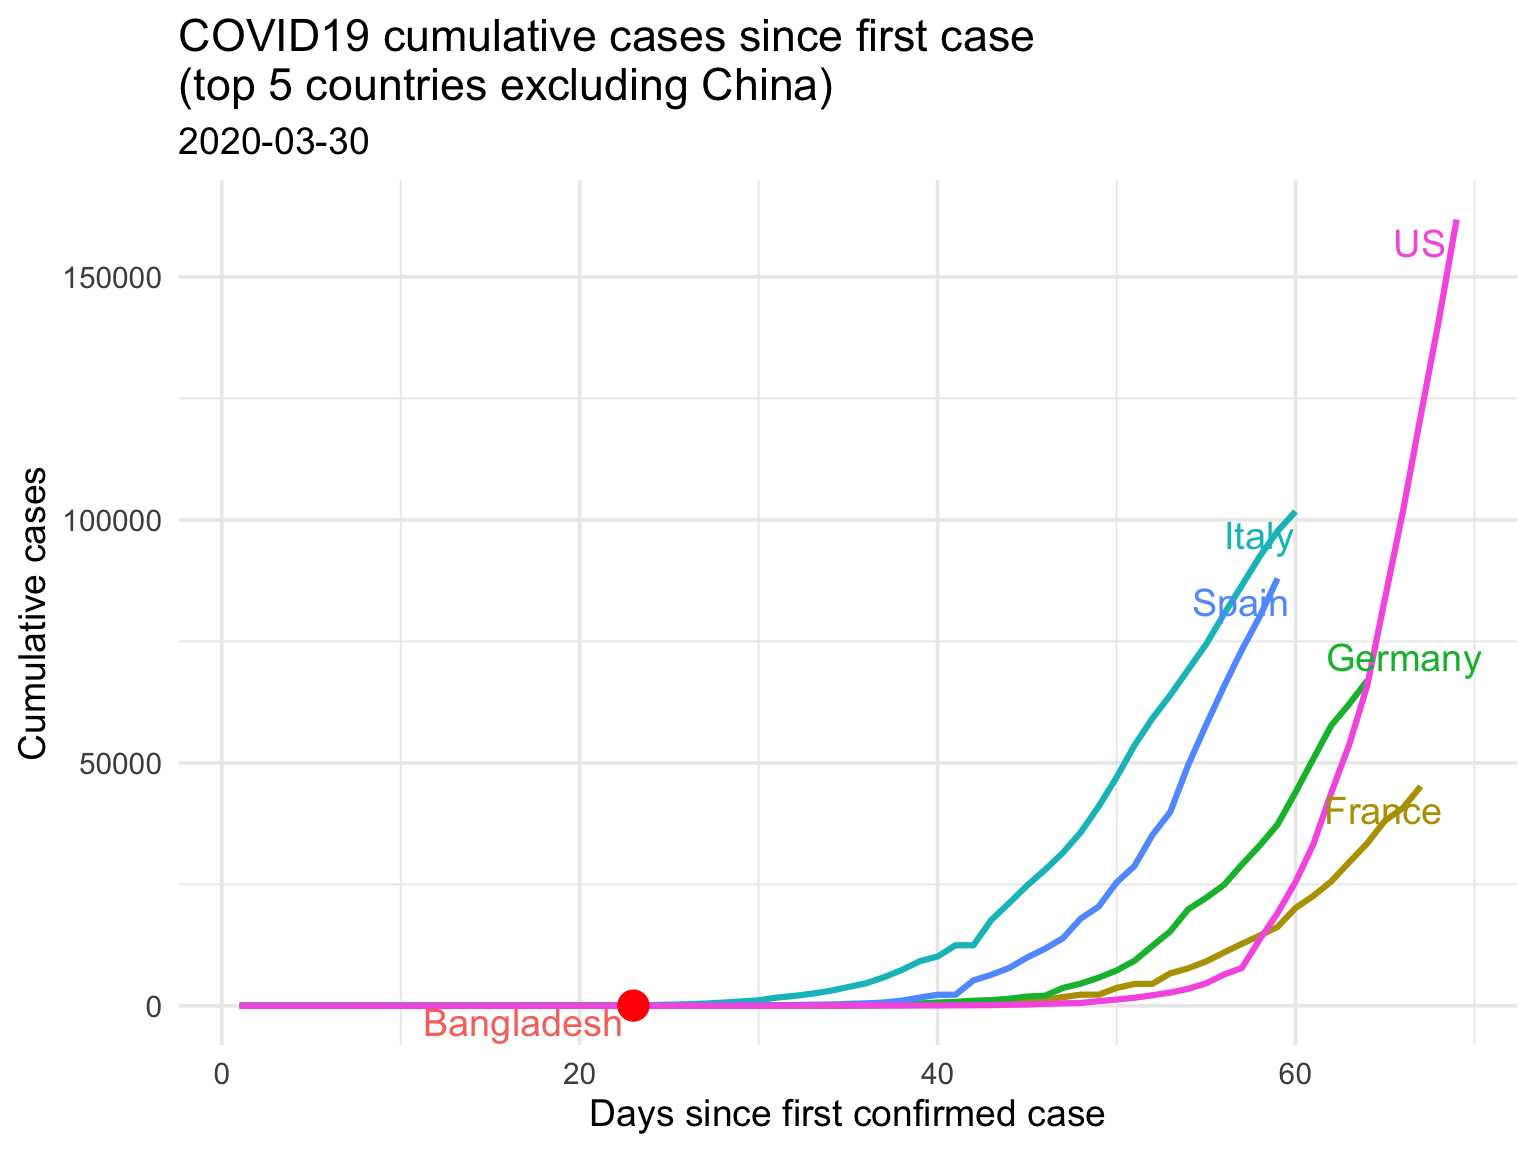 COVID19 cumulative cases since first case
(top 5 countries excluding China)
2020-03-30
US
150000
Italy
100000
Spain
Germany
50000
France
0
Bangladesh
0 20 40 60
Days since first confirmed case
Cumulative cases